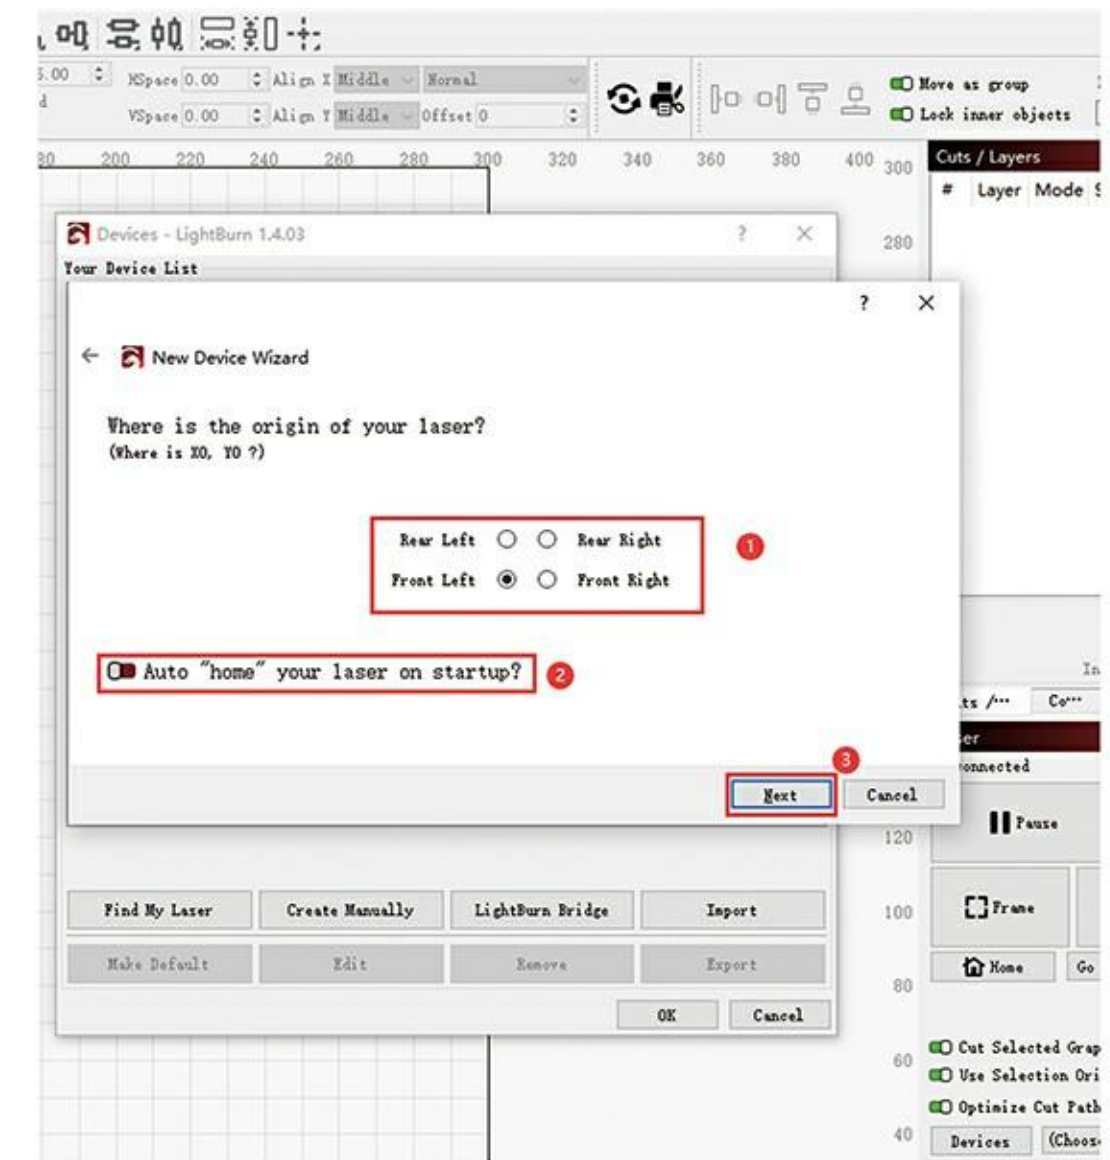 5.00 HSpace 0.00 Align X Middle Normal Move as group
d VSpace 0.00 Align Y Middle Offset 0 Lock inner objects
80 200 220 240 260 280 300 320 340 360 380 400 300
Cuts / Layers
# Layer Mode S
Devices - LightBurn 1.4.03 ? ×
280
Your Device List
? ×
← New Device Wizard
Where is the origin of your laser?
(Where is X0, Y0 ?)
Rear Left Rear Right
1
Front Left Front Right
Auto "home" your laser on startup?
2
In
ts /··· Co···
er
3
onnected
Next Cancel
Pause
120
Find My Laser Create Manually LightBurn Bridge Import
100
Frame
Make Default Edit Remove Export
Home Go
80
OK Cancel
Cut Selected Grap
60
Use Selection Ori
Optimize Cut Path
40
Devices (Choos